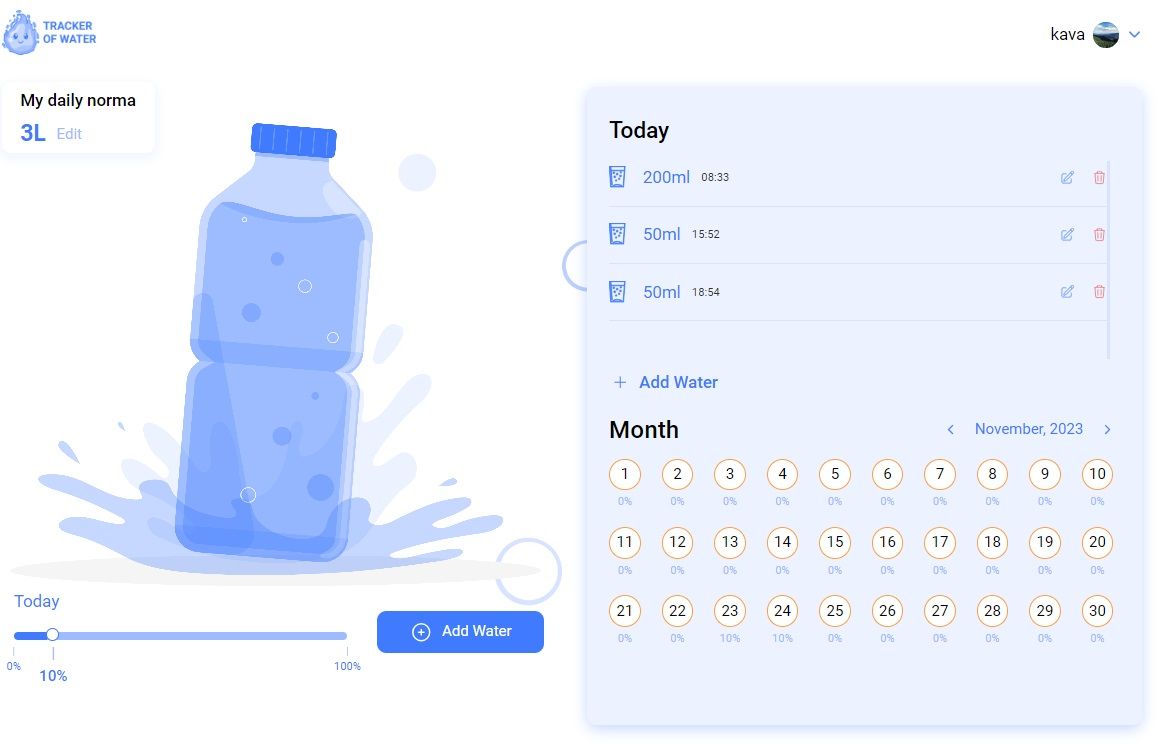 TRACKER
OF WATER
kava
My daily norma
3L Edit
Today
0%
10%
100%
Add Water
Today
200ml 08:33
50ml 15:52
50ml 18:54
+ Add Water
Month
< November, 2023 >
1 2 3 4 5 6 7 8 9 10
0% 0% 0% 0% 0% 0% 0% 0% 0% 0%
11 12 13 14 15 16 17 18 19 20
0% 0% 0% 0% 0% 0% 0% 0% 0% 0%
21 22 23 24 25 26 27 28 29 30
0% 0% 10% 10% 0% 0% 0% 0% 0% 0%